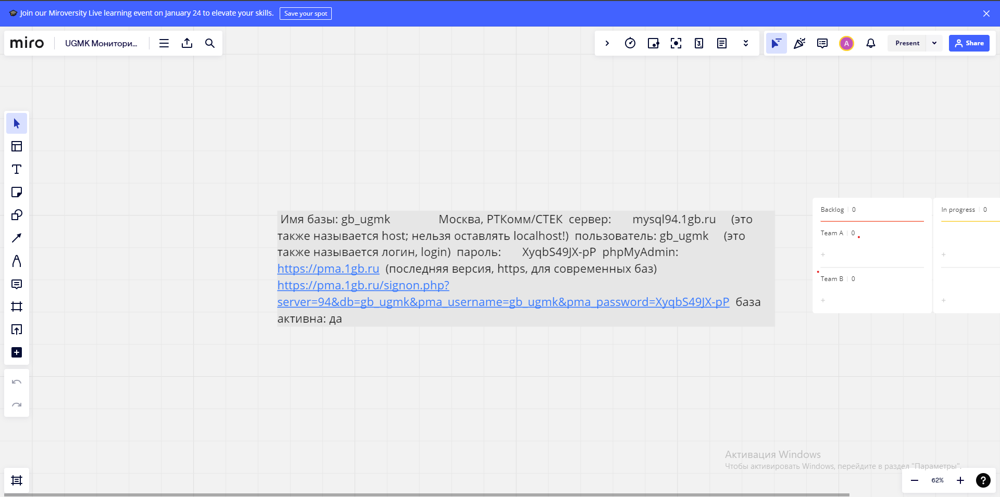 Join our Miroversity Live learning event on January 24 to elevate your skills. Save your spot
miro UGMK Монитори... Present Share
A
Имя базы: gb_ugmk Москва, РТКомм/СТЕК сервер: mysql94.1gb.ru (это
также называется host; нельзя оставлять localhost!) пользователь: gb_ugmk (это
также называется логин, login) пароль: XyqbS49JX-pP phpMyAdmin:
https://pma.1gb.ru (последняя версия, https, для современных баз)
https://pma.1gb.ru/signon.php?
server=94&db=gb_ugmk&pma_username=gb_ugmk&pma_password=XyqbS49JX-pP база
активна: да
Backlog 0
Team A 0
Team B 0
In progress 0
Активация Windows
Чтобы активировать Windows, перейдите в раздел "Параметры".
62%